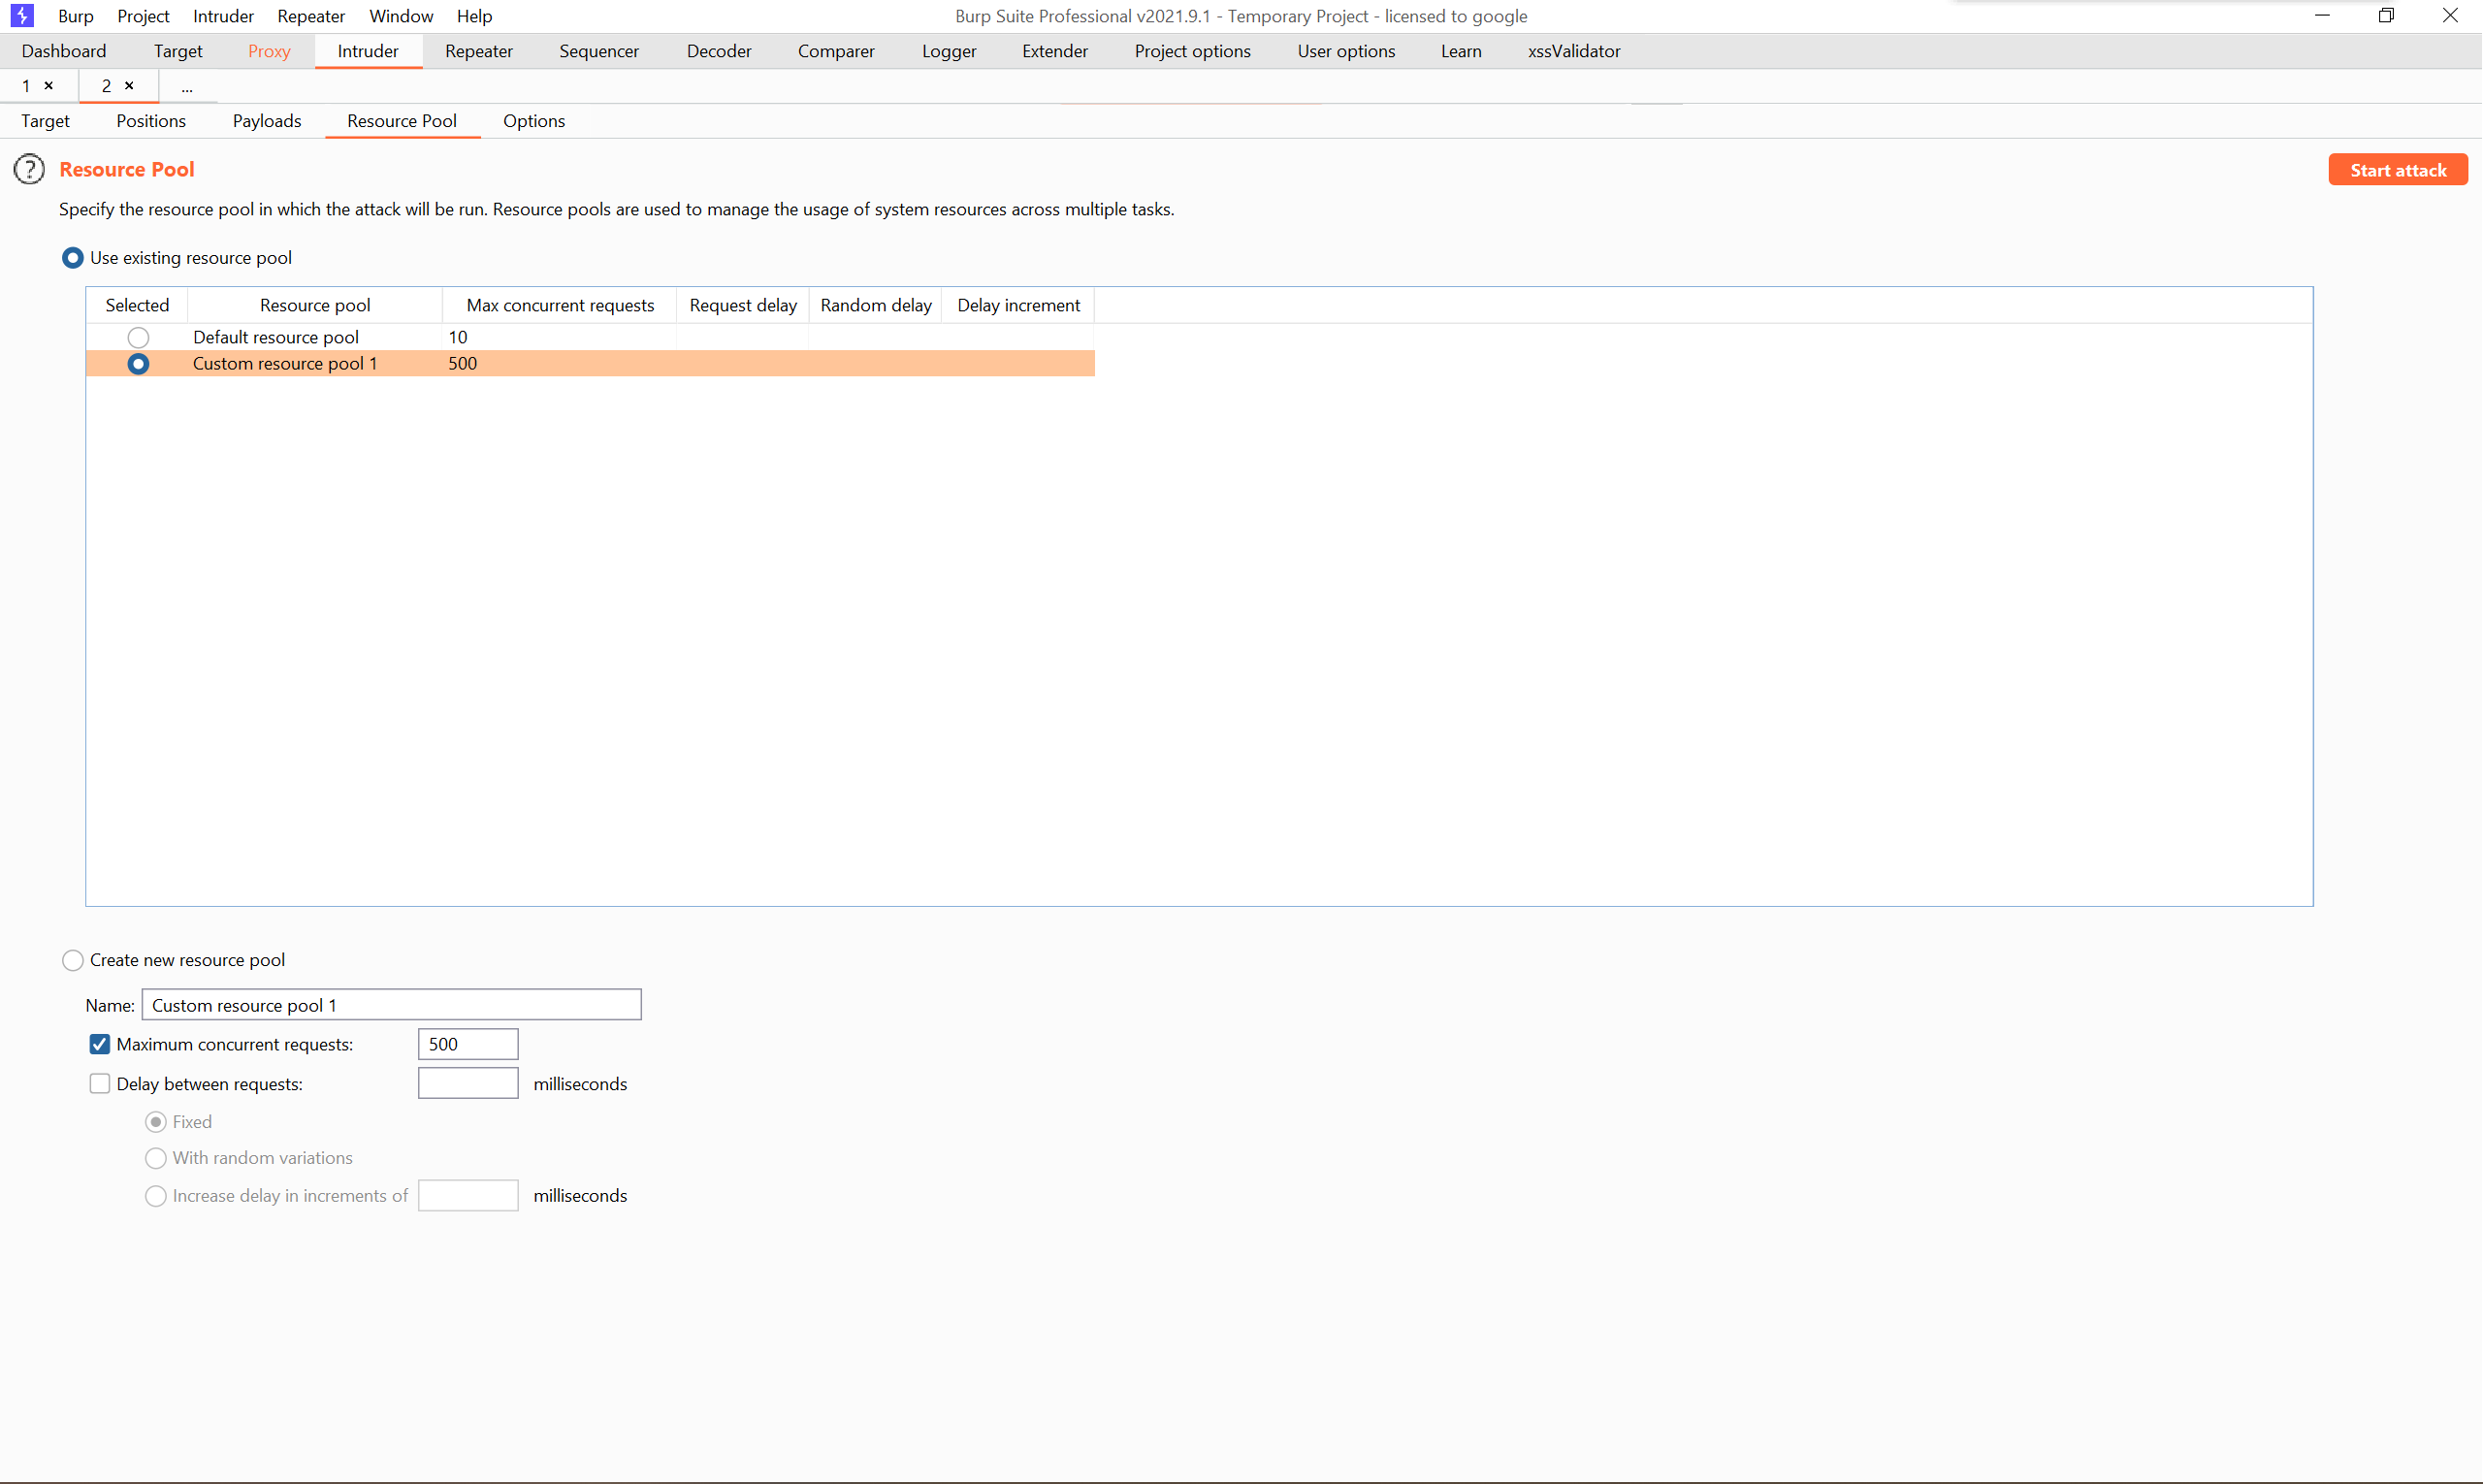 Burp Project Intruder Repeater Window Help Burp Suite Professional v2021.9.1 - Temporary Project - licensed to google
Dashboard Target Proxy Intruder Repeater Sequencer Decoder Comparer Logger Extender Project options User options Learn xssValidator
1 × 2 × ...
Target Positions Payloads Resource Pool Options
? Resource Pool Start attack
Specify the resource pool in which the attack will be run. Resource pools are used to manage the usage of system resources across multiple tasks.
Use existing resource pool
Selected Resource pool Max concurrent requests Request delay Random delay Delay increment
Default resource pool 10
Custom resource pool 1 500
Create new resource pool
Name: Custom resource pool 1
Maximum concurrent requests: 500
Delay between requests: milliseconds
Fixed
With random variations
Increase delay in increments of milliseconds